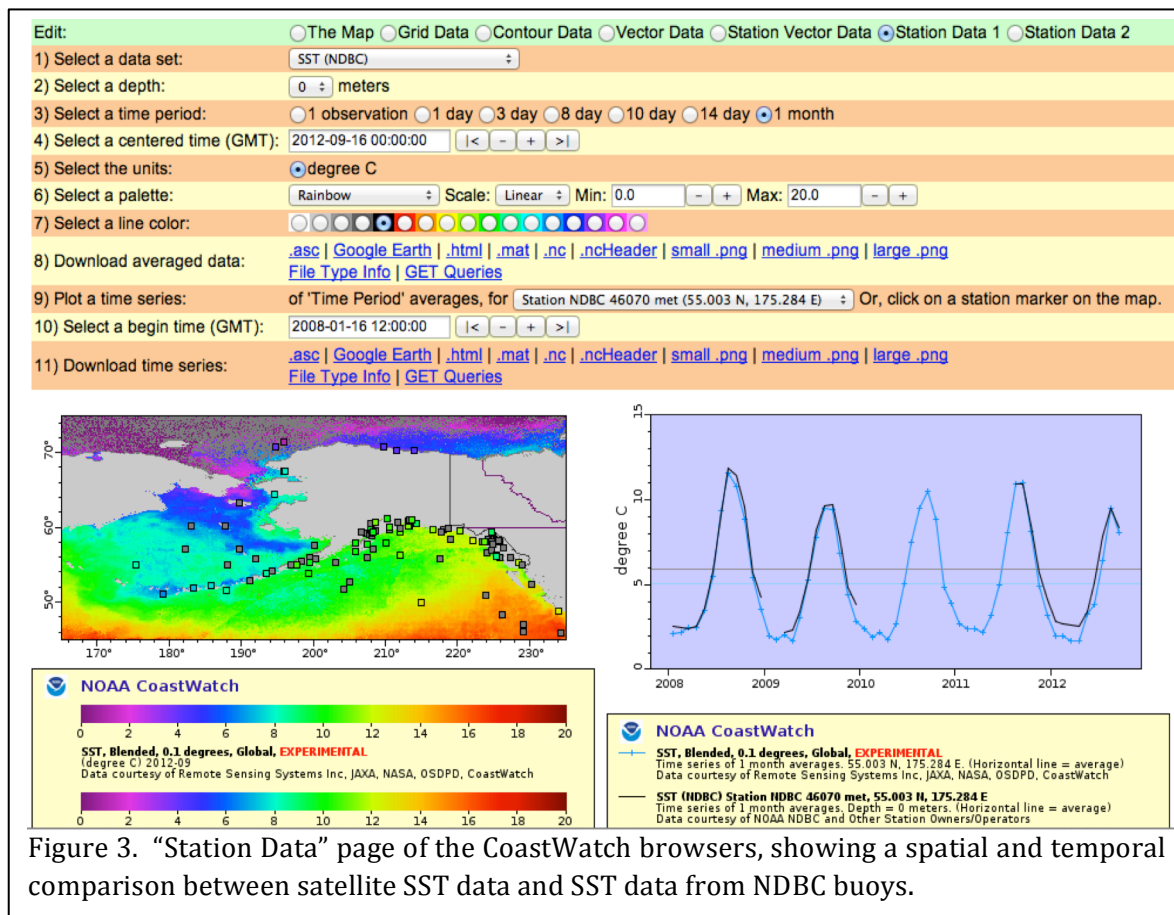 Edit: The Map Grid Data Contour Data Vector Data Station Vector Data Station Data 1 Station Data 2
1) Select a data set: SST (NDBC)
2) Select a depth: 0 meters
3) Select a time period: 1 observation 1 day 3 day 8 day 10 day 14 day 1 month
4) Select a centered time (GMT): 2012-09-16 00:00:00 |< - + >|
5) Select the units: degree C
6) Select a palette: Rainbow Scale: Linear Min: 0.0 - + Max: 20.0 - +
7) Select a line color:
8) Download averaged data: .asc | Google Earth | .html | .mat | .nc | .ncHeader | small .png | medium .png | large .png
File Type Info | GET Queries
9) Plot a time series: of 'Time Period' averages, for Station NDBC 46070 met (55.003 N, 175.284 E) Or, click on a station marker on the map.
10) Select a begin time (GMT): 2008-01-16 12:00:00 |< - + >|
11) Download time series: .asc | Google Earth | .html | .mat | .nc | .ncHeader | small .png | medium .png | large .png
File Type Info | GET Queries
70°
60°
50°
170° 180° 190° 200° 210° 220° 230°
NOAA CoastWatch
0 2 4 6 8 10 12 14 16 18 20
SST, Blended, 0.1 degrees, Global, EXPERIMENTAL
(degree C) 2012-09
Data courtesy of Remote Sensing Systems Inc, JAXA, NASA, OSDPD, CoastWatch
0 2 4 6 8 10 12 14 16 18 20
degree C
15
10
5
0
2008 2009 2010 2011 2012
NOAA CoastWatch
SST, Blended, 0.1 degrees, Global, EXPERIMENTAL
Time series of 1 month averages. 55.003 N, 175.284 E. (Horizontal line = average)
Data courtesy of Remote Sensing Systems Inc, JAXA, NASA, OSDPD, CoastWatch
SST (NDBC) Station NDBC 46070 met, 55.003 N, 175.284 E
Time series of 1 month averages. Depth = 0 meters. (Horizontal line = average)
Data courtesy of NOAA NDBC and Other Station Owners/Operators
Figure 3. “Station Data” page of the CoastWatch browsers, showing a spatial and temporal
comparison between satellite SST data and SST data from NDBC buoys.